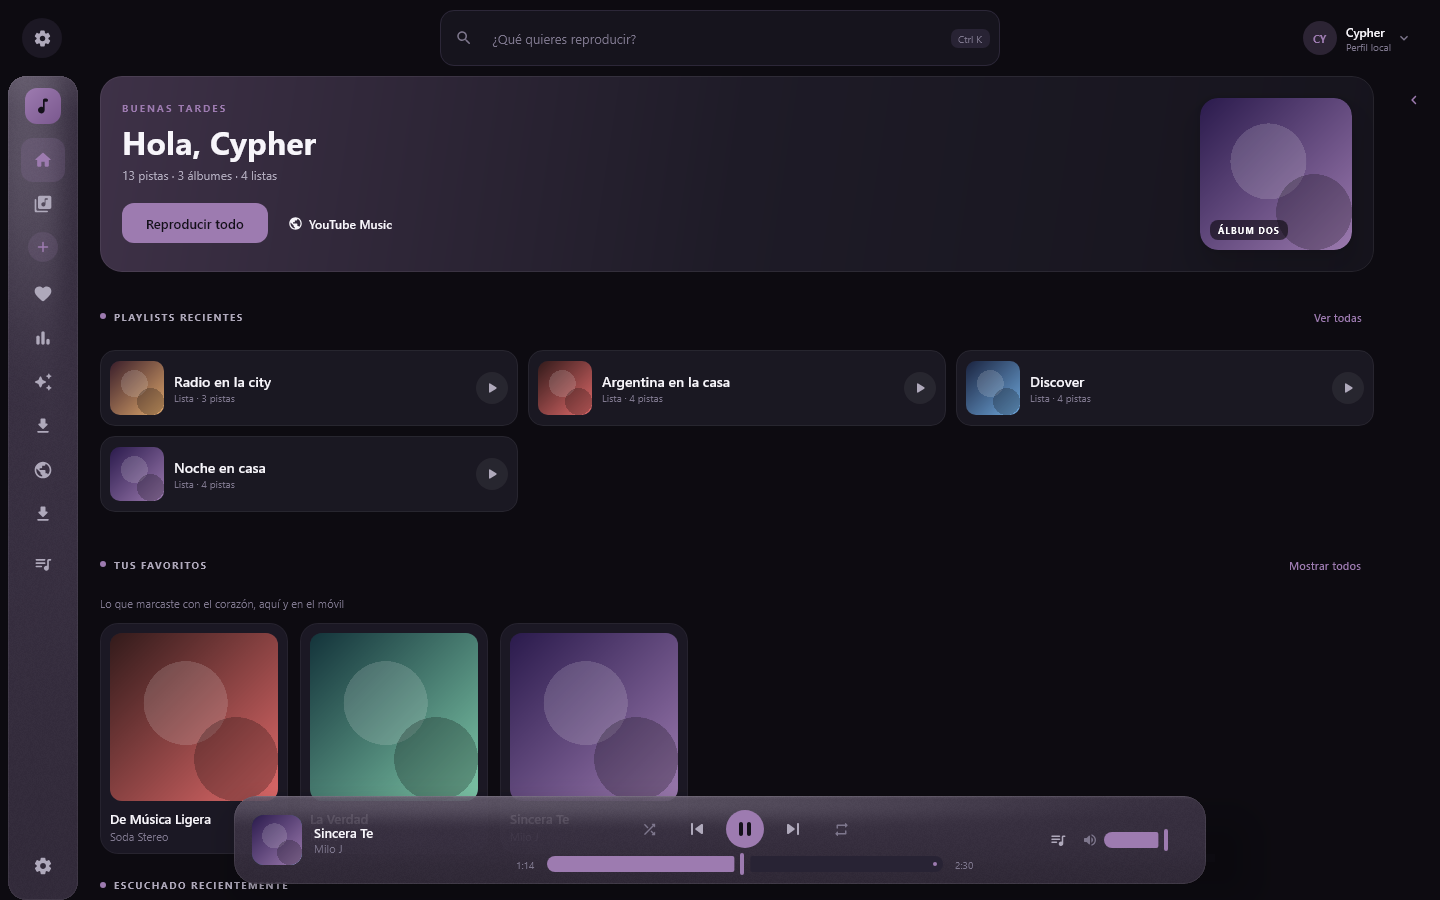 ¿Qué quieres reproducir?
Ctrl K
CY
Cypher
Perfil local
BUENAS TARDES
Hola, Cypher
13 pistas · 3 álbumes · 4 listas
Reproducir todo
YouTube Music
ÁLBUM DOS
PLAYLISTS RECIENTES
Ver todas
Radio en la city
Lista · 3 pistas
Argentina en la casa
Lista · 4 pistas
Discover
Lista · 4 pistas
Noche en casa
Lista · 4 pistas
TUS FAVORITOS
Mostrar todos
Lo que marcaste con el corazón, aquí y en el móvil
De Música Ligera
Soda Stereo
La Verdad
Sincera Te
Milo J
Sincera Te
Milo J
1:14
2:30
ESCUCHADO RECIENTEMENTE